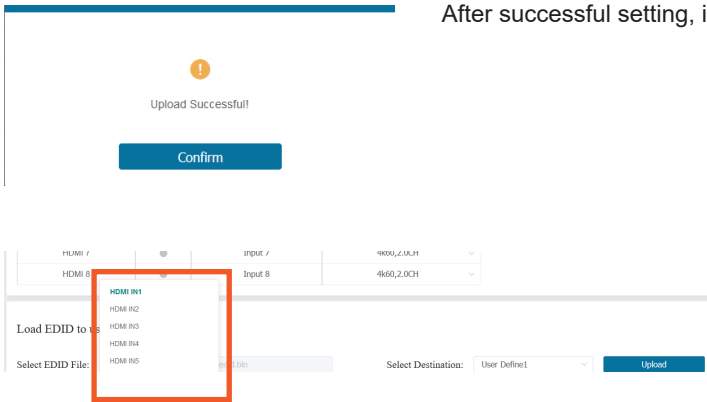 After successful setting, i
!
Upload Successful!
Confirm
HDMI 7 Input 7 4k60,2.0CH
HDMI 8 Input 8 4k60,2.0CH
HDMI IN1
HDMI IN2
HDMI IN3
HDMI IN4
HDMI IN5
Load EDID to us
Select EDID File: .bin Select Destination: User Define1 Upload